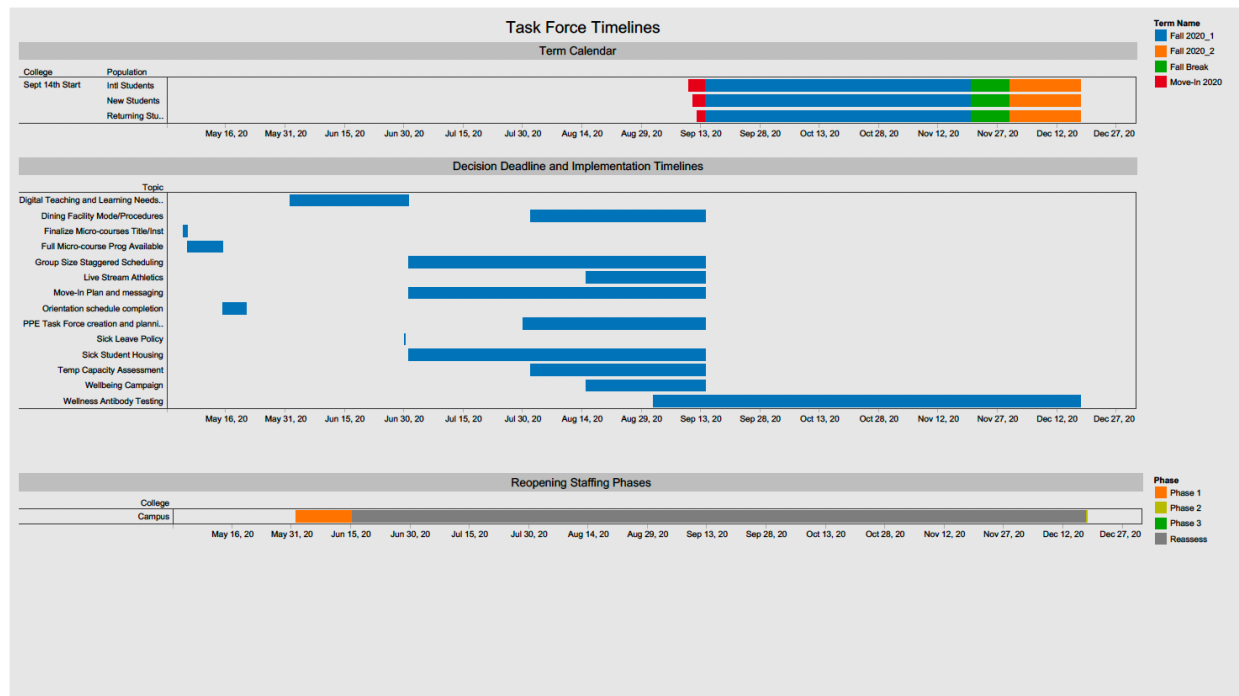 Task Force Timelines
Term Calendar
College Population
Sept 14th Start Intl Students
New Students
Returning Stu..
May 16, 20 May 31, 20 Jun 15, 20 Jun 30, 20 Jul 15, 20 Jul 30, 20 Aug 14, 20 Aug 29, 20 Sep 13, 20 Sep 28, 20 Oct 13, 20 Oct 28, 20 Nov 12, 20 Nov 27, 20 Dec 12, 20 Dec 27, 20
Term Name
Fall 2020_1
Fall 2020_2
Fall Break
Move-In 2020
Decision Deadline and Implementation Timelines
Topic
Digital Teaching and Learning Needs..
Dining Facility Mode/Procedures
Finalize Micro-courses Title/Inst
Full Micro-course Prog Available
Group Size Staggered Scheduling
Live Stream Athletics
Move-In Plan and messaging
Orientation schedule completion
PPE Task Force creation and planni..
Sick Leave Policy
Sick Student Housing
Temp Capacity Assessment
Wellbeing Campaign
Wellness Antibody Testing
May 16, 20 May 31, 20 Jun 15, 20 Jun 30, 20 Jul 15, 20 Jul 30, 20 Aug 14, 20 Aug 29, 20 Sep 13, 20 Sep 28, 20 Oct 13, 20 Oct 28, 20 Nov 12, 20 Nov 27, 20 Dec 12, 20 Dec 27, 20
Reopening Staffing Phases
College
Campus
May 16, 20 May 31, 20 Jun 15, 20 Jun 30, 20 Jul 15, 20 Jul 30, 20 Aug 14, 20 Aug 29, 20 Sep 13, 20 Sep 28, 20 Oct 13, 20 Oct 28, 20 Nov 12, 20 Nov 27, 20 Dec 12, 20 Dec 27, 20
Phase
Phase 1
Phase 2
Phase 3
Reassess